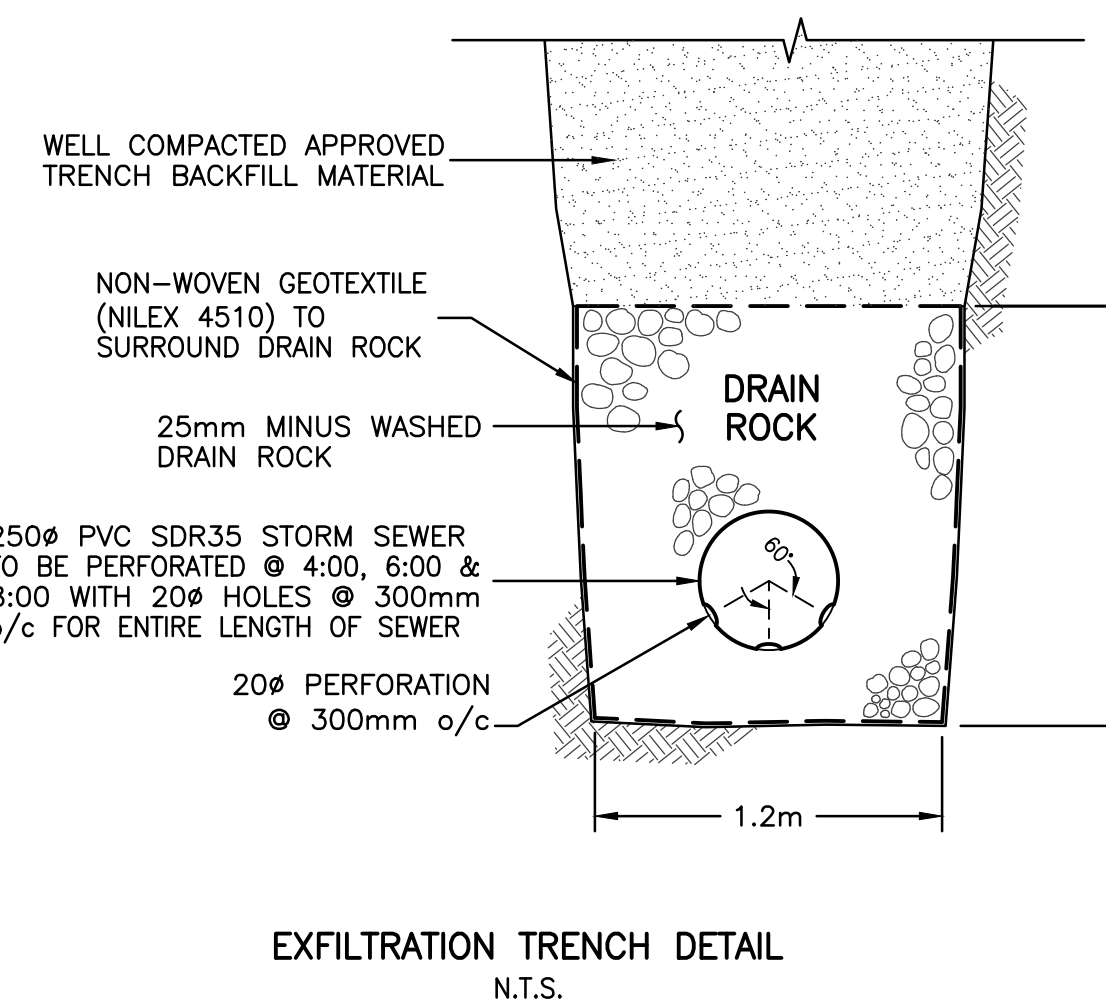 WELL COMPACTED APPROVED
TRENCH BACKFILL MATERIAL
NON-WOVEN GEOTEXTILE
(NILEX 4510) TO
SURROUND DRAIN ROCK
DRAIN
ROCK
25mm MINUS WASHED
DRAIN ROCK
250Ø PVC SDR35 STORM SEWER
TO BE PERFORATED @ 4:00, 6:00 &
8:00 WITH 20Ø HOLES @ 300mm
o/c FOR ENTIRE LENGTH OF SEWER
60°
20Ø PERFORATION
@ 300mm o/c
1.2m
EXFILTRATION TRENCH DETAIL
N.T.S.